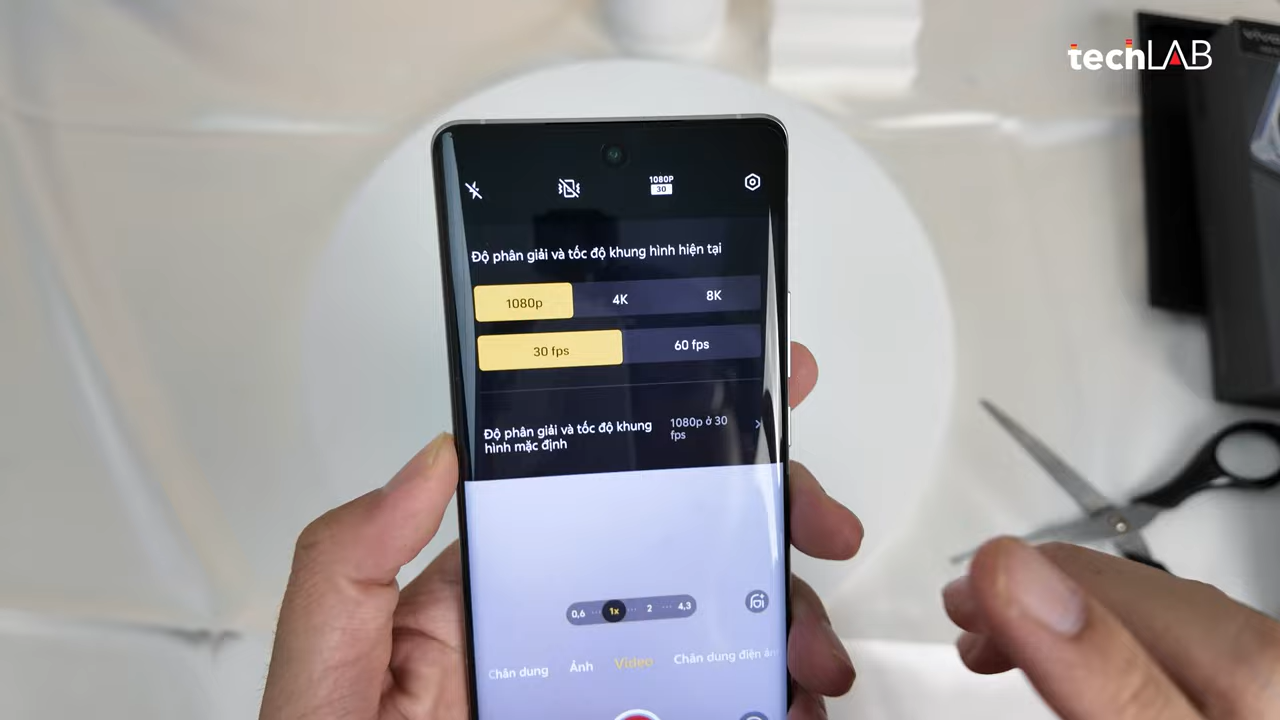 techLAB
vivo
1080P
30
Độ phân giải và tốc độ khung hình hiện tại
1080p 4K 8K
30 fps 60 fps
Độ phân giải và tốc độ khung hình mặc định
1080p ở 30 fps
0,6 1x 2 4,3
Chân dung Ảnh Video Chân dung điện ản